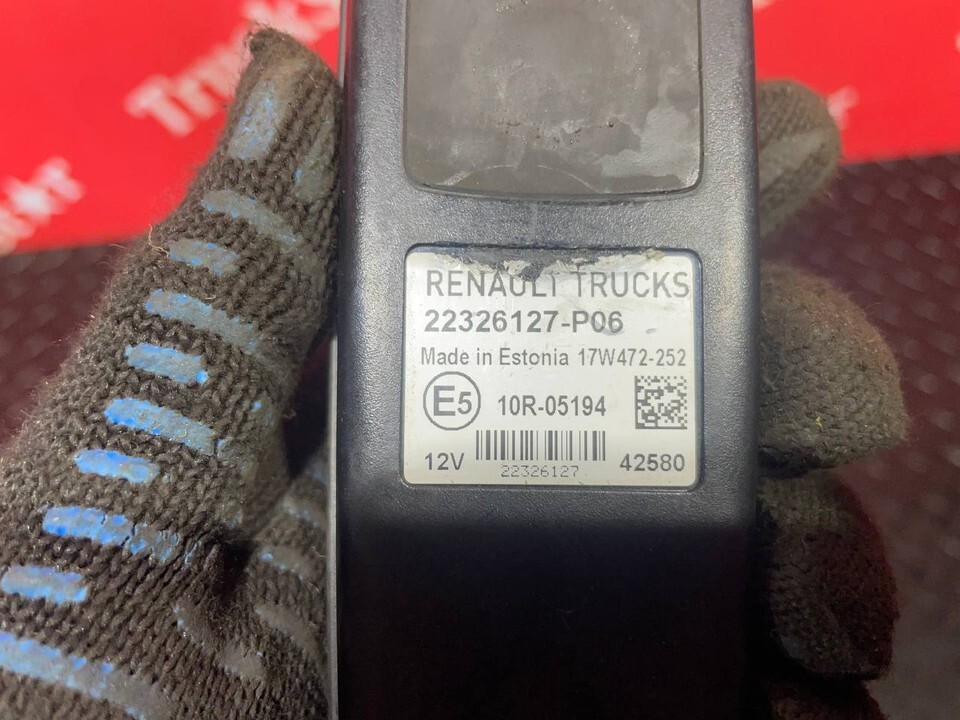 RENAULT TRUCKS
22326127-P06
Made in Estonia 17W472-252
E5 10R-05194
12V 22326127 42580